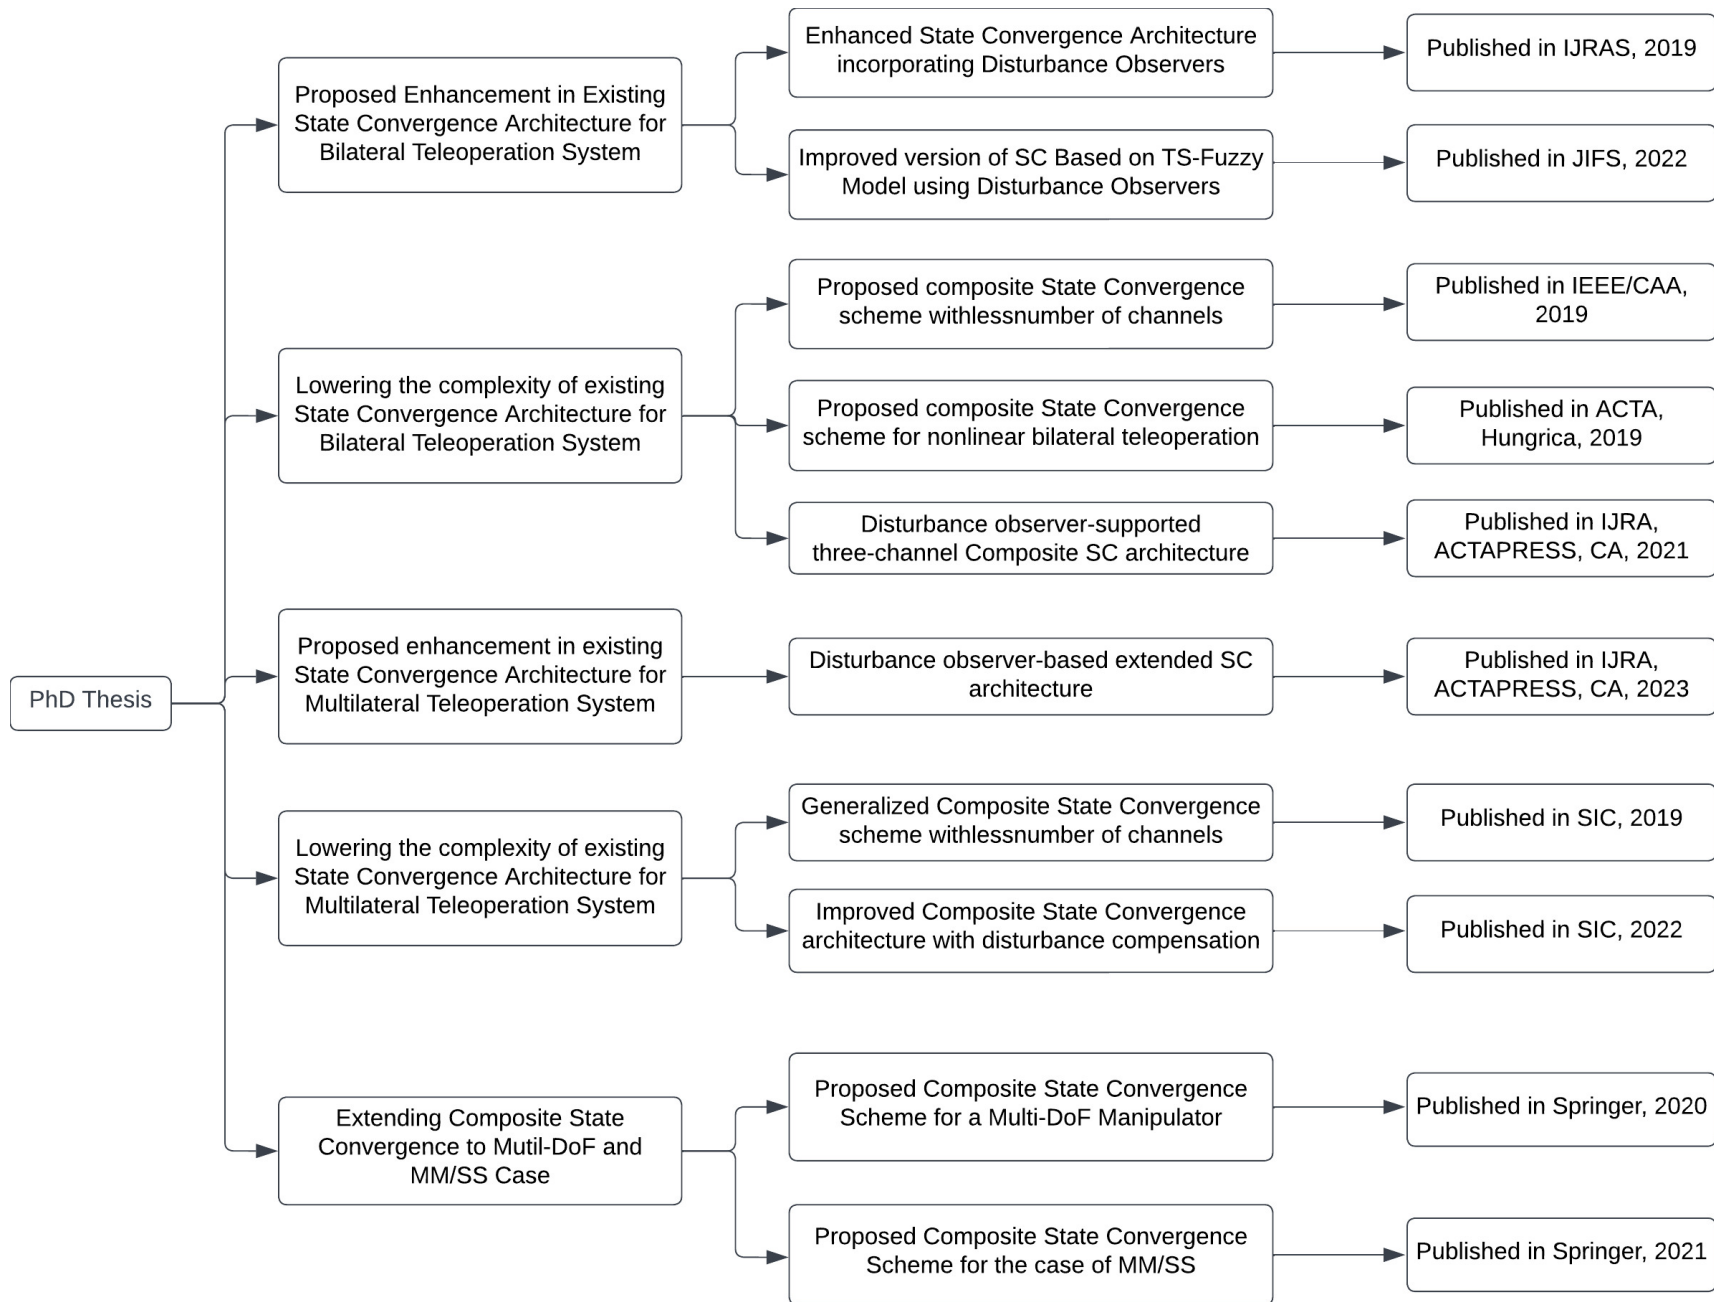 PhD Thesis
Proposed Enhancement in Existing
State Convergence Architecture for
Bilateral Teleoperation System
Enhanced State Convergence Architecture
incorporating Disturbance Observers
Published in IJRAS, 2019
Improved version of SC Based on TS-Fuzzy
Model using Disturbance Observers
Published in JIFS, 2022
Lowering the complexity of existing
State Convergence Architecture for
Bilateral Teleoperation System
Proposed composite State Convergence
scheme withlessnumber of channels
Published in IEEE/CAA,
2019
Proposed composite State Convergence
scheme for nonlinear bilateral teleoperation
Published in ACTA,
Hungrica, 2019
Disturbance observer-supported
three-channel Composite SC architecture
Published in IJRA,
ACTAPRESS, CA, 2021
Proposed enhancement in existing
State Convergence Architecture for
Multilateral Teleoperation System
Disturbance observer-based extended SC
architecture
Published in IJRA,
ACTAPRESS, CA, 2023
Lowering the complexity of existing
State Convergence Architecture for
Multilateral Teleoperation System
Generalized Composite State Convergence
scheme withlessnumber of channels
Published in SIC, 2019
Improved Composite State Convergence
architecture with disturbance compensation
Published in SIC, 2022
Extending Composite State
Convergence to Mutil-DoF and
MM/SS Case
Proposed Composite State Convergence
Scheme for a Multi-DoF Manipulator
Published in Springer, 2020
Proposed Composite State Convergence
Scheme for the case of MM/SS
Published in Springer, 2021